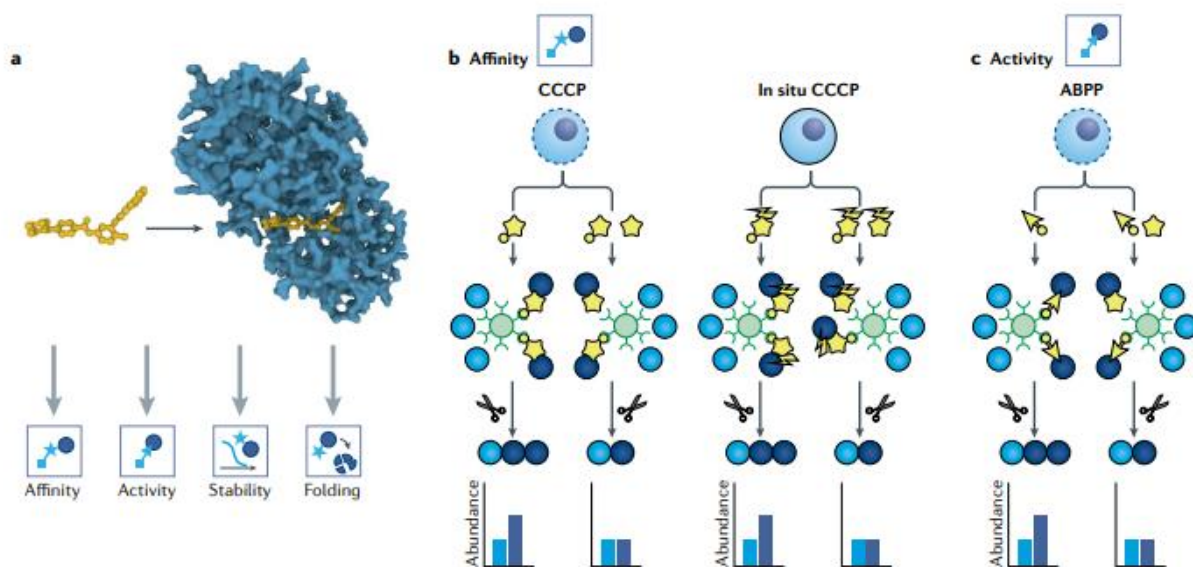 a
Affinity
Activity
Stability
Folding
b Affinity
CCCP
In situ CCCP
Abundance
Abundance
c Activity
ABPP
Abundance